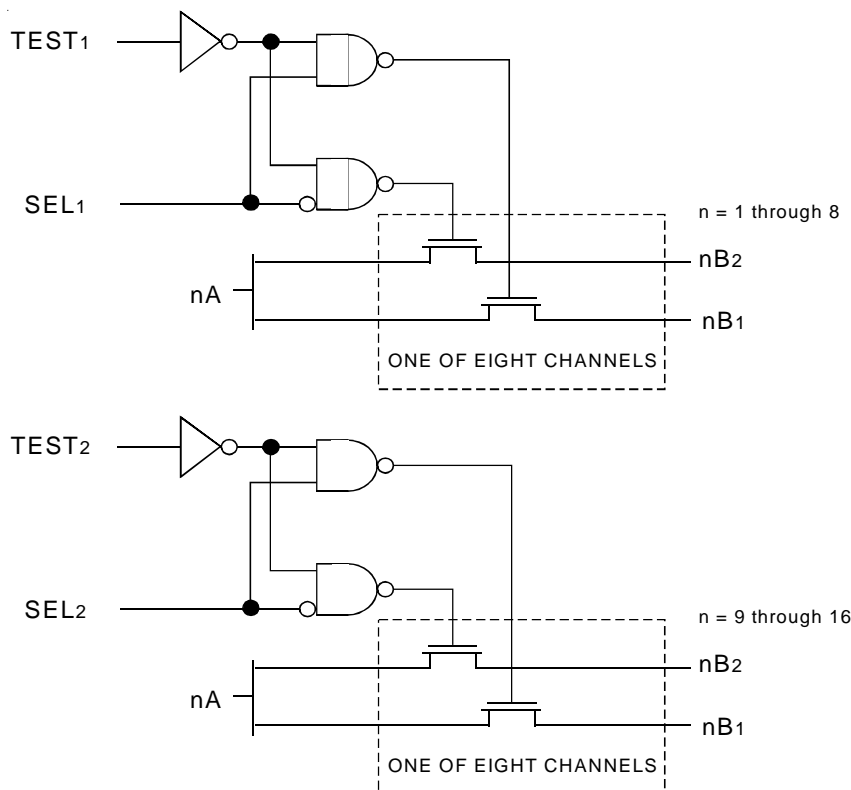 TEST1
SEL1
n = 1 through 8
nB2
nA
nB1
ONE OF EIGHT CHANNELS
TEST2
SEL2
n = 9 through 16
nB2
nA
nB1
ONE OF EIGHT CHANNELS